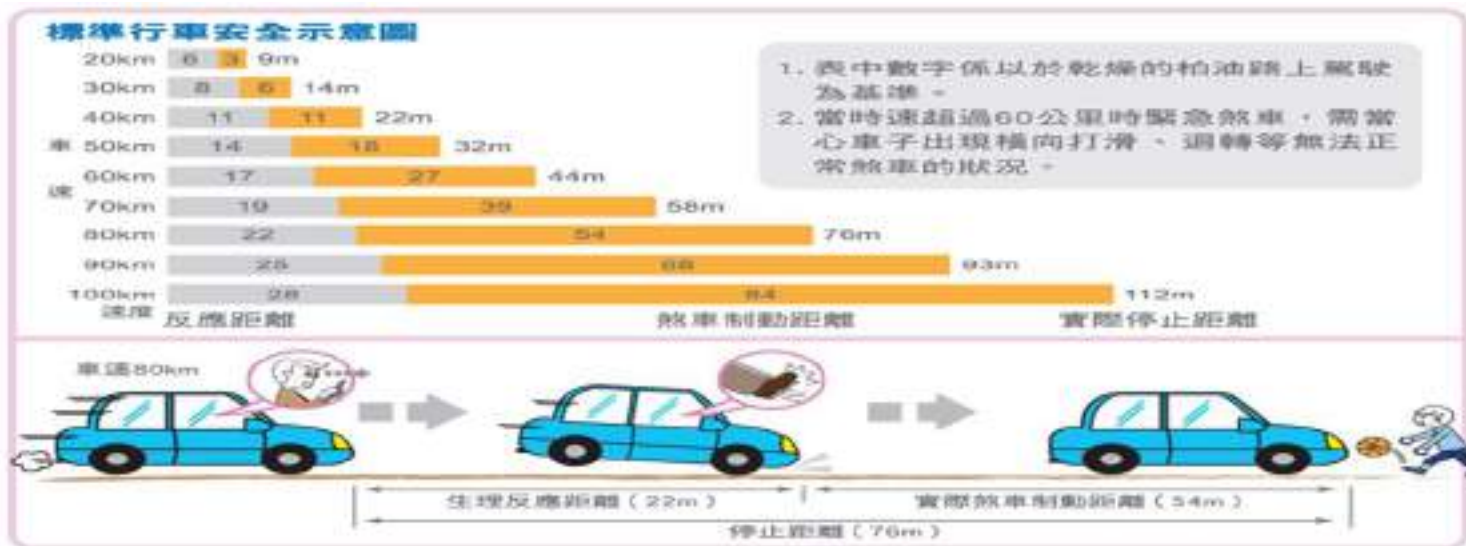 標準行車安全示意圖
20km 6 3 9m
30km 8 6 14m
40km 11 11 22m
車 50km 14 18 32m
60km 17 27 44m
速 70km 19 39 58m
80km 22 54 76m
90km 25 68 93m
100km 28 84 112m
速度 反應距離 煞車制動距離 實際停止距離
1. 表中數字係以於乾燥的柏油路上駕駛
為基準。
2. 當時速超過60公里時緊急煞車,需當
心車子出現橫向打滑、迴轉等無法正
常煞車的狀況。
車速80km
生理反應距離(22m) 實際煞車制動距離(54m)
停止距離(76m)